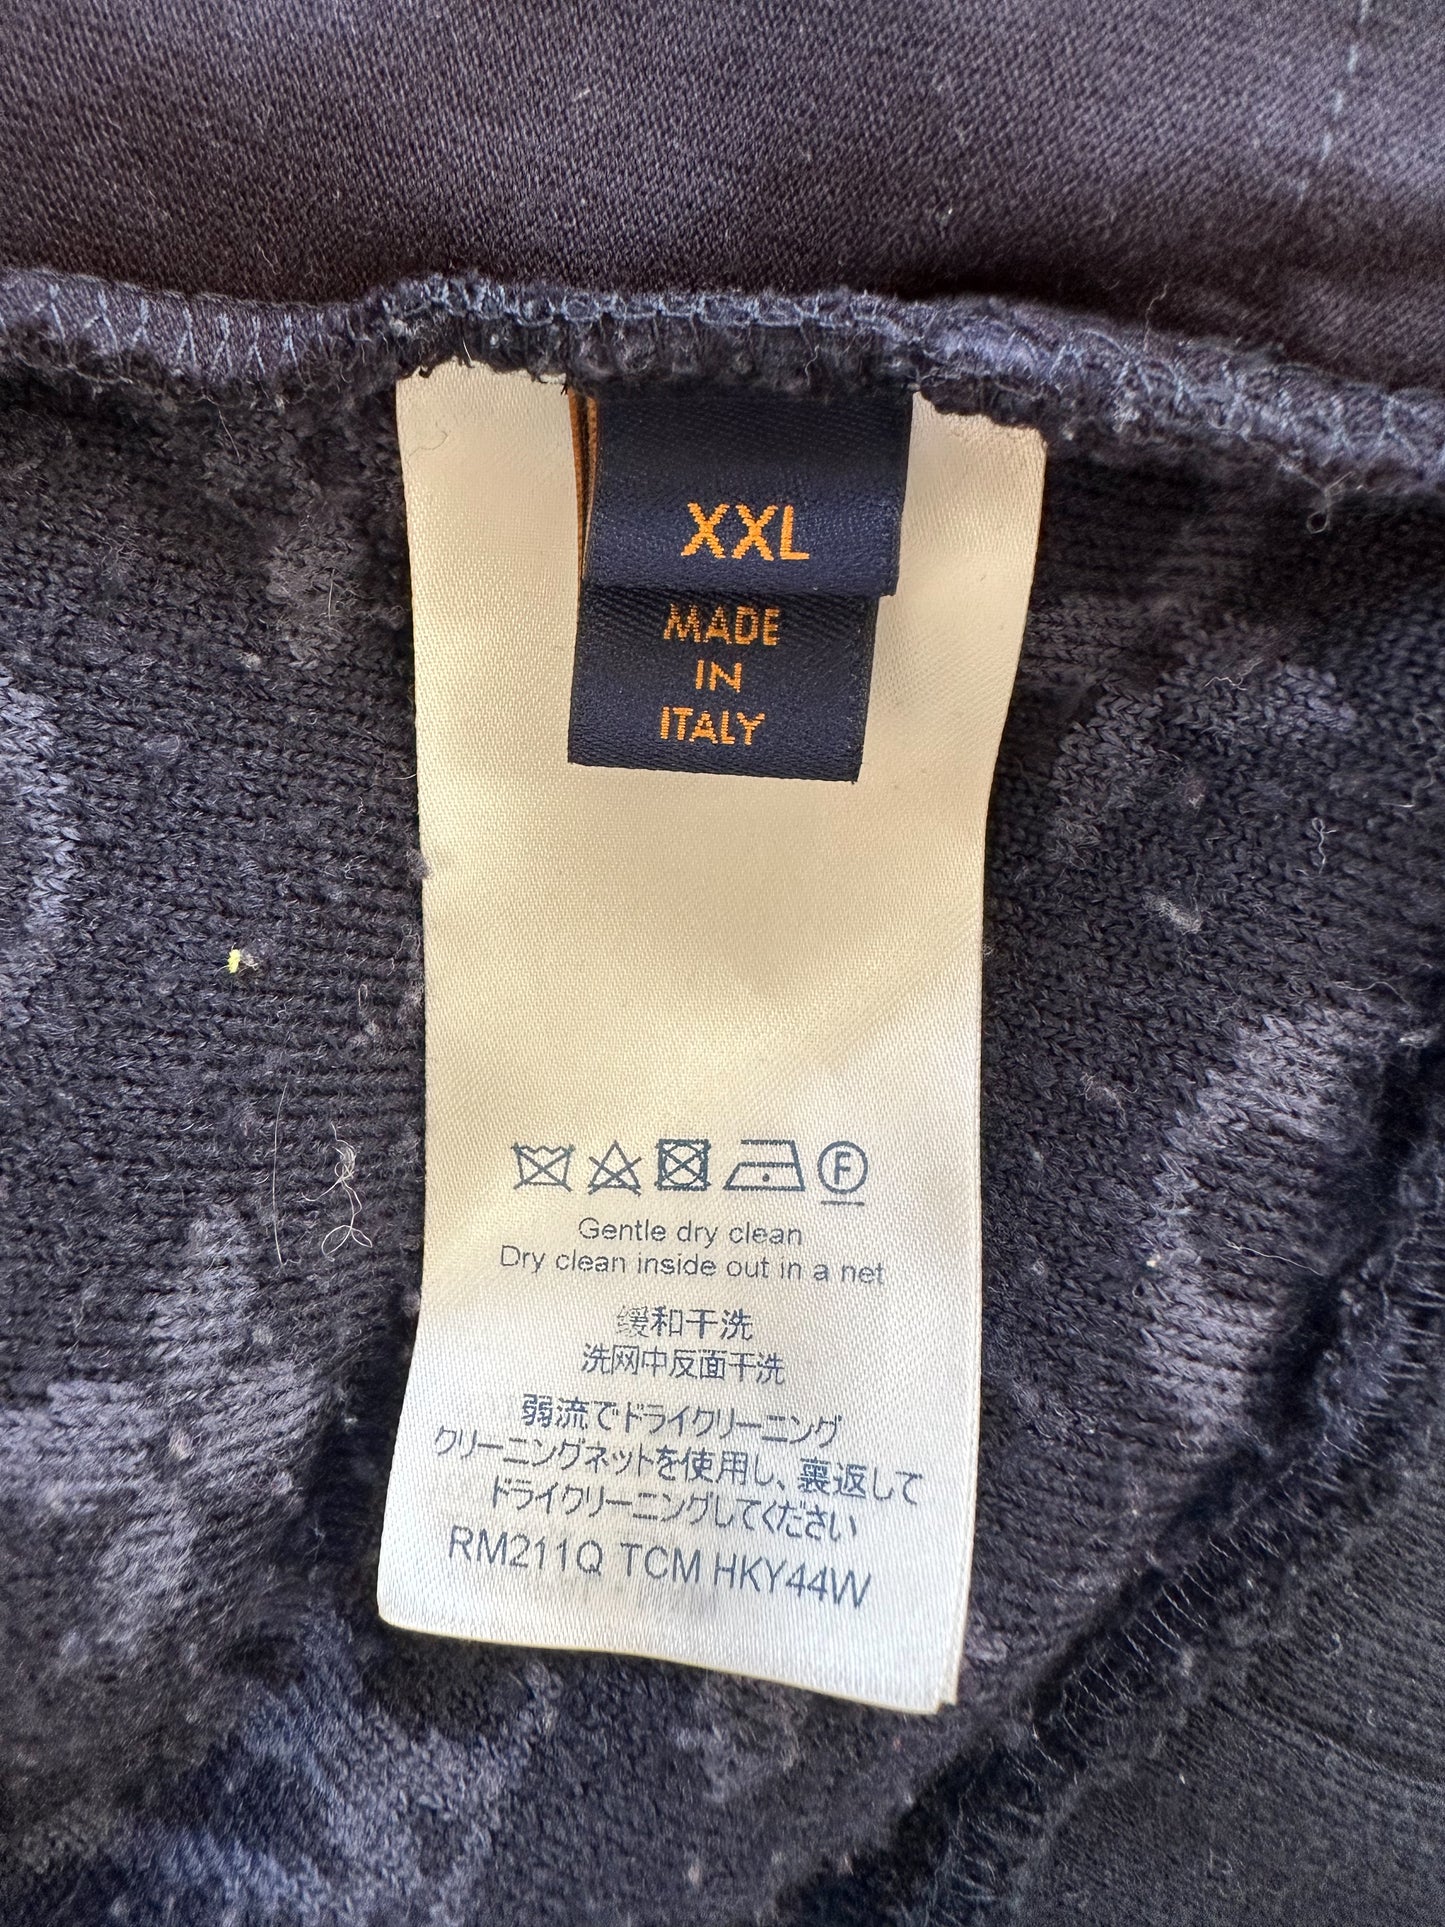 XXL
MADE
IN
ITALY
F
Gentle dry clean
Dry clean inside out in a net
缓和干洗
洗网中反面干洗
弱流でドライクリーニング
クリーニングネットを使用し、裏返して
ドライクリーニングしてください
RM211Q TCM HKY44W